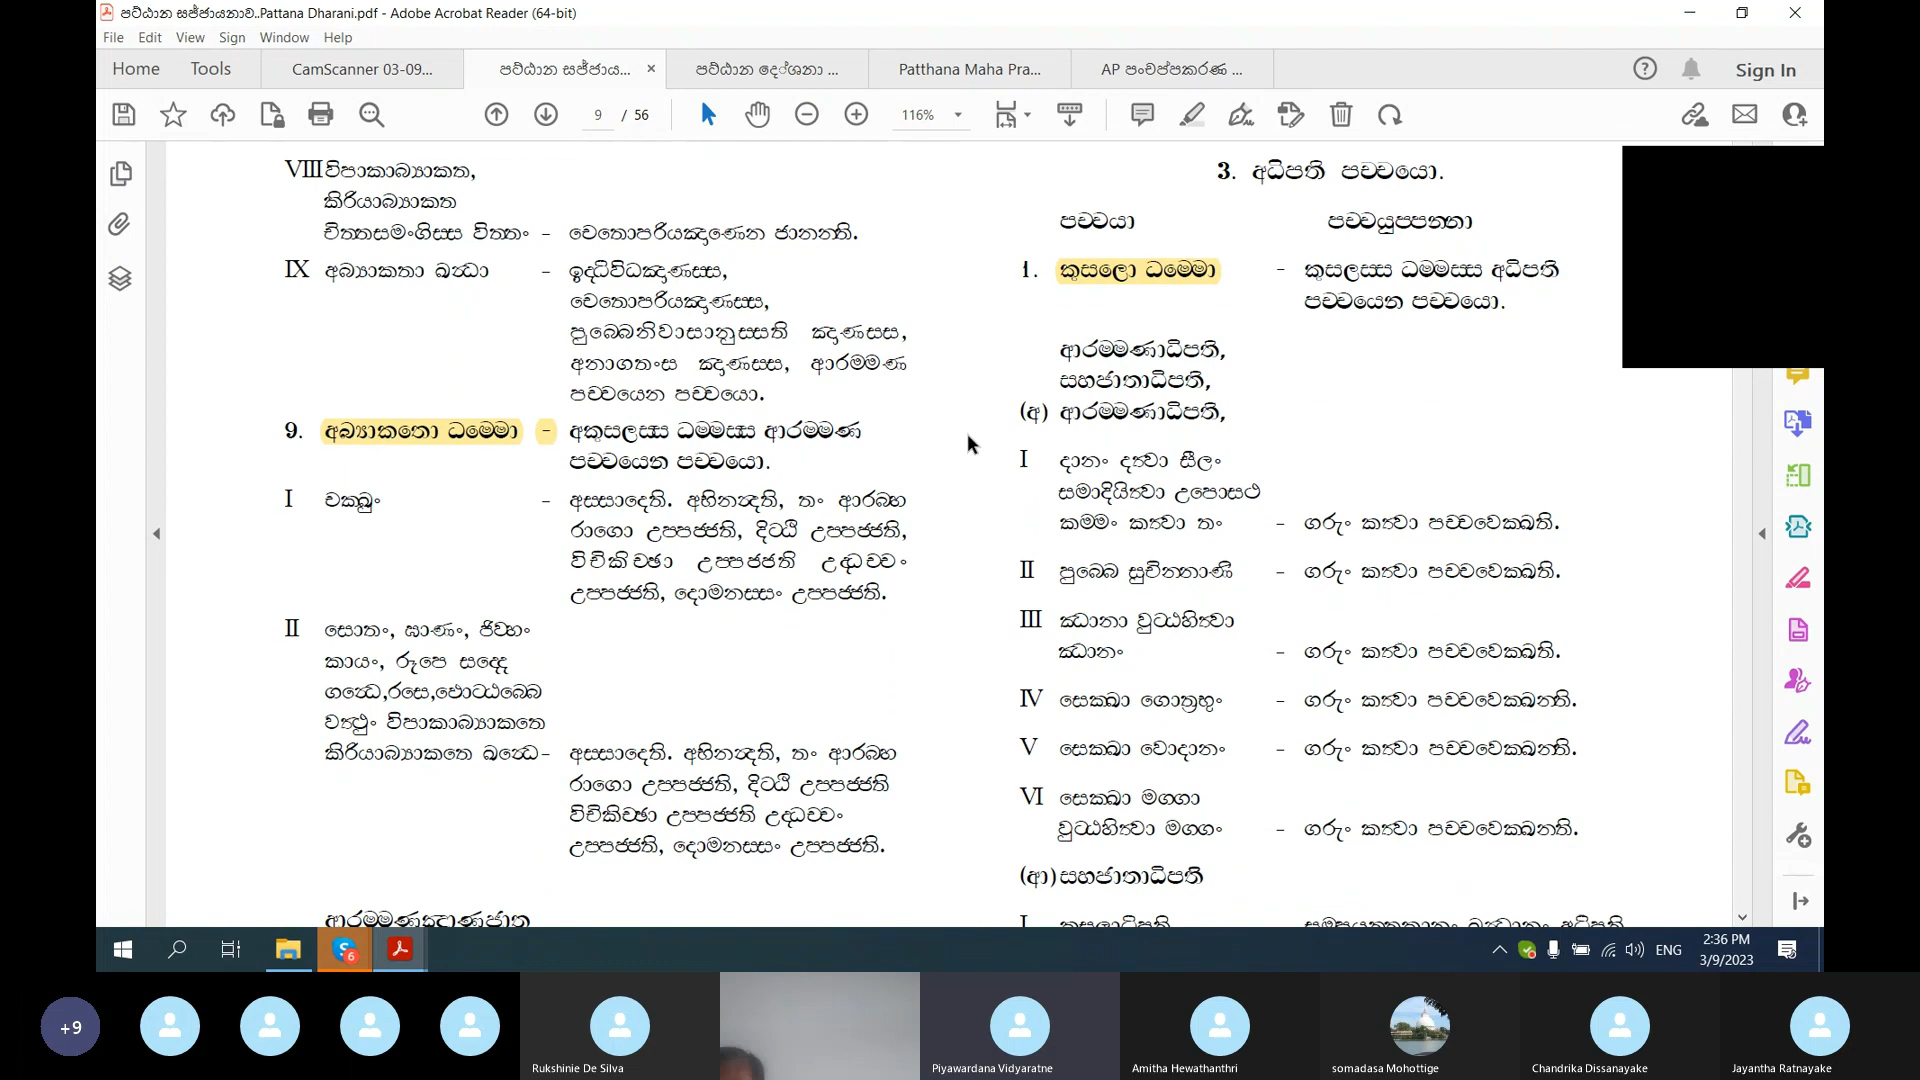 පට්ඨාන සජ්ඣායනාව..Pattana Dharani.pdf - Adobe Acrobat Reader (64-bit)
File Edit View Sign Window Help
Home Tools CamScanner 03-09... පට්ඨාන සජ්ඣාය... × පට්ඨාන දේශනා ... Patthana Maha Pra... AP පංචප්පකරණ ... Sign In
9 / 56 116%
VIII විපාකාබ්‍යාකත,
කිරියාබ්‍යාකත
චිත්තසමංගිස්ස චිත්තං - චෙතොපරියඤාණෙන ජානන්ති.
IX අබ්‍යාකතා ඛන්ධා - ඉද්ධිවිධඤාණස්ස,
චෙතොපරියඤාණස්ස,
පුබ්බෙනිවාසානුස්සති ඤාණස්ස,
අනාගතංස ඤාණස්ස, ආරම්මණ
පච්චයෙන පච්චයො.
9. අබ්‍යාකතො ධම්මො - අකුසලස්ස ධම්මස්ස ආරම්මණ
පච්චයෙන පච්චයො.
I චක්ඛුං - අස්සාදෙති. අභිනන්දති, තං ආරබ්භ
රාගො උප්පජ්ජති, දිට්ඨි උප්පජ්ජති,
විචිකිච්ඡා උප්පජ්ජති උද්ධච්චං
උප්පජ්ජති, දොමනස්සං උප්පජ්ජති.
II සොතං, ඝාණං, ජිව්හං
කායං, රූපෙ සද්දෙ
ගන්ධෙ,රසෙ,ඵොට්ඨබ්බෙ
වත්ථුං විපාකාබ්‍යාකතෙ
කිරියාබ්‍යාකතෙ ඛන්ධෙ- අස්සාදෙති. අභිනන්දති, තං ආරබ්භ
රාගො උප්පජ්ජති, දිට්ඨි උප්පජ්ජති
විචිකිච්ඡා උප්පජ්ජති උද්ධච්චං
උප්පජ්ජති, දොමනස්සං උප්පජ්ජති.
ආරම්මණඤාණජාත
3. අධිපති පච්චයො.
පච්චයා පච්චයුප්පන්නා
1. කුසලො ධම්මො - කුසලස්ස ධම්මස්ස අධිපති
පච්චයෙන පච්චයො.
ආරම්මණාධිපති,
සහජාතාධිපති,
(අ) ආරම්මණාධිපති,
I දානං දත්වා සීලං
සමාදියිත්වා උපොසථ
කම්මං කත්වා තං - ගරුං කත්වා පච්චවෙක්ඛති.
II පුබ්බෙ සුචින්නාණි - ගරුං කත්වා පච්චවෙක්ඛති.
III ඣානා වුට්ඨහිත්වා
ඣානං - ගරුං කත්වා පච්චවෙක්ඛති.
IV සෙක්ඛා ගොත්‍රභුං - ගරුං කත්වා පච්චවෙක්ඛන්ති.
V සෙක්ඛා වොදානං - ගරුං කත්වා පච්චවෙක්ඛන්ති.
VI සෙක්ඛා මග්ගා
වුට්ඨහිත්වා මග්ගං - ගරුං කත්වා පච්චවෙක්ඛන්ති.
(ආ) සහජාතාධිපති
I කුසලාධිපති සම්පයුත්තකානං ඛන්ධානං අධිපති
ENG 2:36 PM
3/9/2023
+9 Rukshinie De Silva Piyawardana Vidyaratne Amitha Hewathanthri somadasa Mohottige Chandrika Dissanayake Jayantha Ratnayake